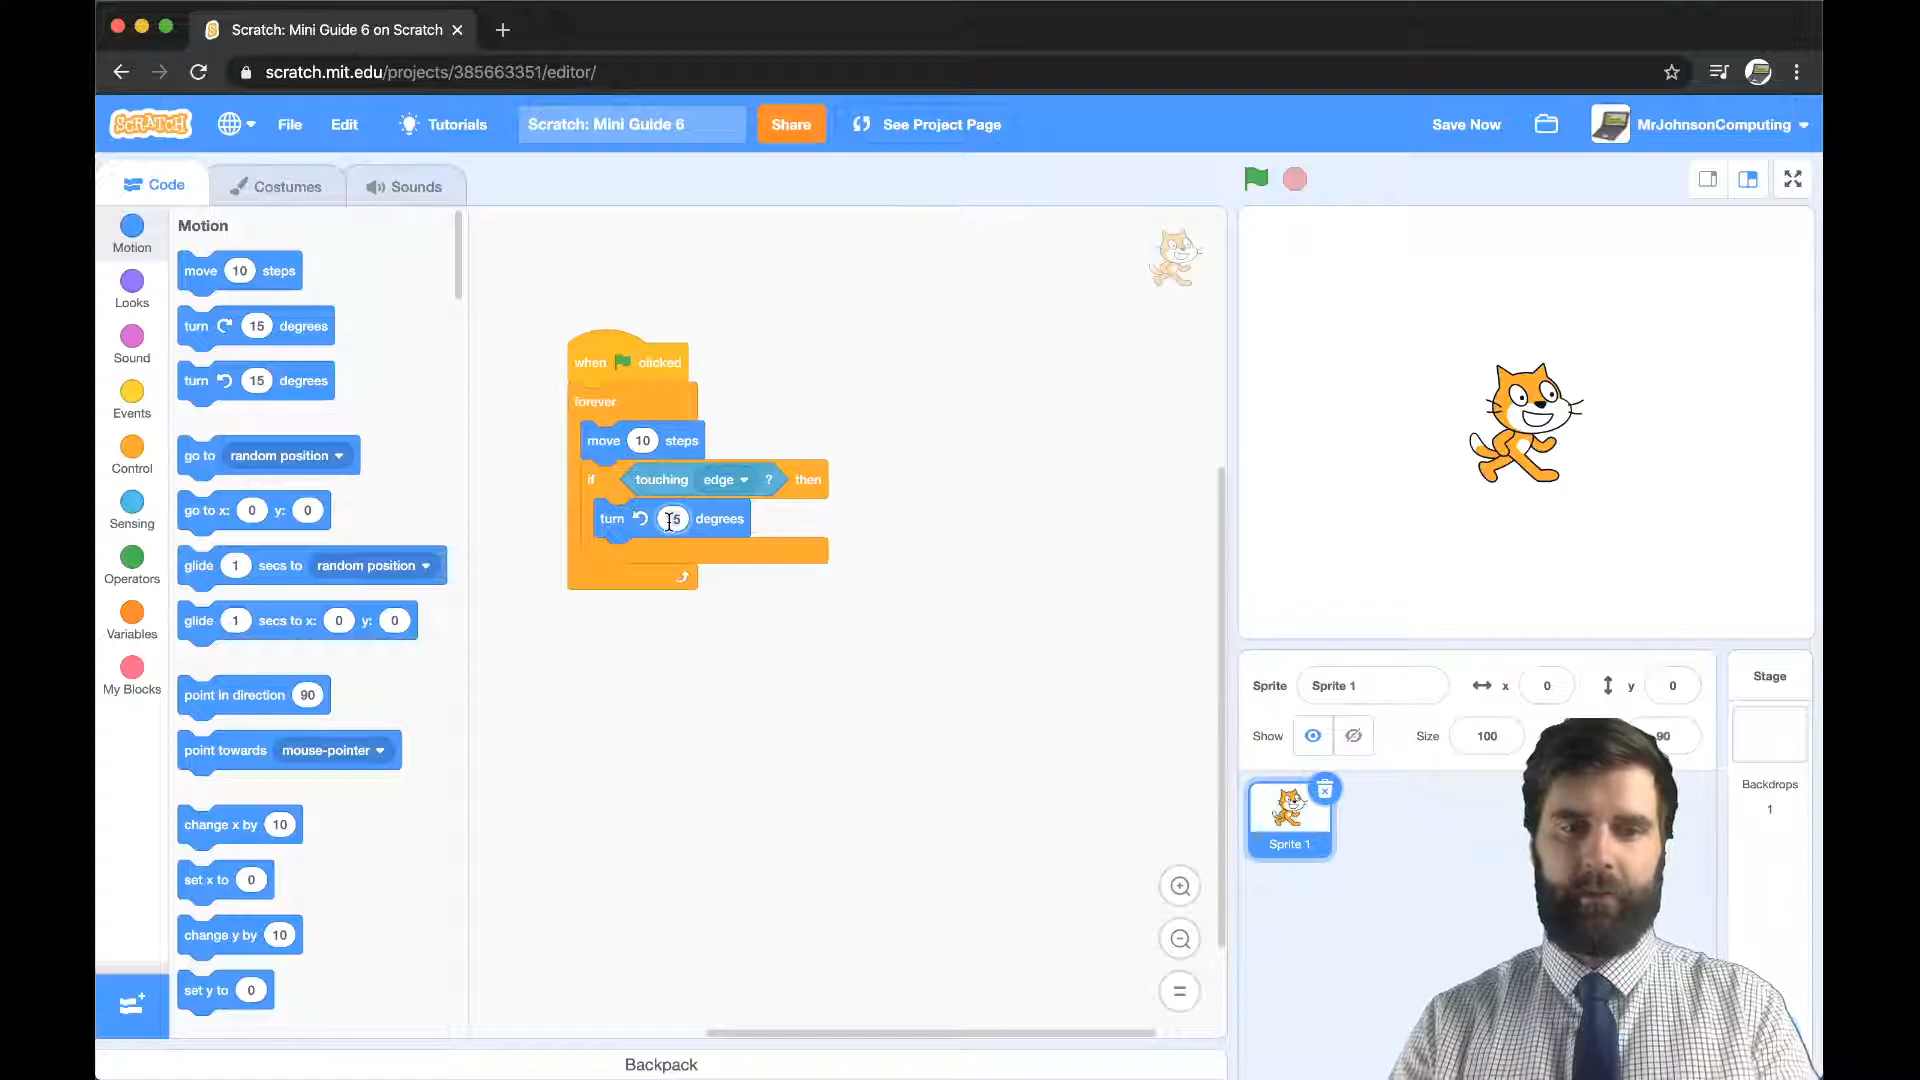 Scratch: Mini Guide 6 on Scratch
scratch.mit.edu/projects/385663351/editor/
SCRATCH
File
Edit
Tutorials
Scratch: Mini Guide 6
Share
See Project Page
Save Now
MrJohnsonComputing
Code
Costumes
Sounds
Motion
Looks
Sound
Events
Control
Sensing
Operators
Variables
My Blocks
Motion
move 10 steps
turn 15 degrees
turn 15 degrees
go to random position
go to x: 0 y: 0
glide 1 secs to random position
glide 1 secs to x: 0 y: 0
point in direction 90
point towards mouse-pointer
change x by 10
set x to 0
change y by 10
set y to 0
when clicked
forever
move 10 steps
if touching edge ? then
turn 15 degrees
Backpack
Sprite Sprite 1 x 0 y 0
Show Size 100 90
Sprite 1
Stage
Backdrops
1